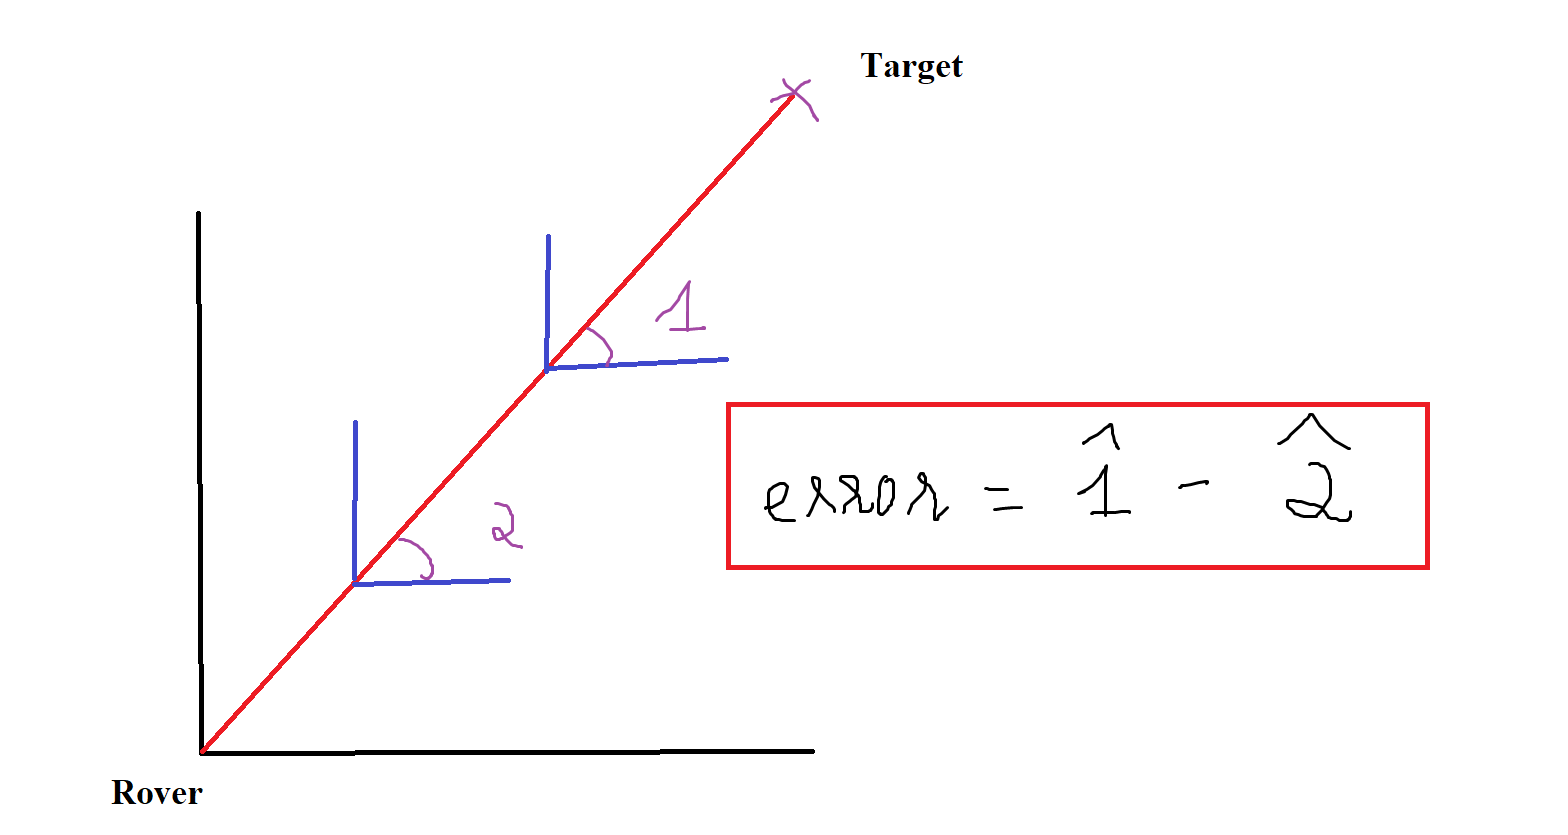 Target
1
2
error = 1̂ - 2̂
Rover